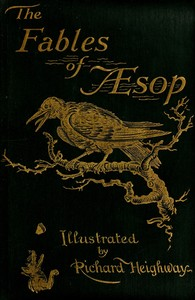 The
Fables
of ÆSOP
Illustrated
by
Richard Heighway.